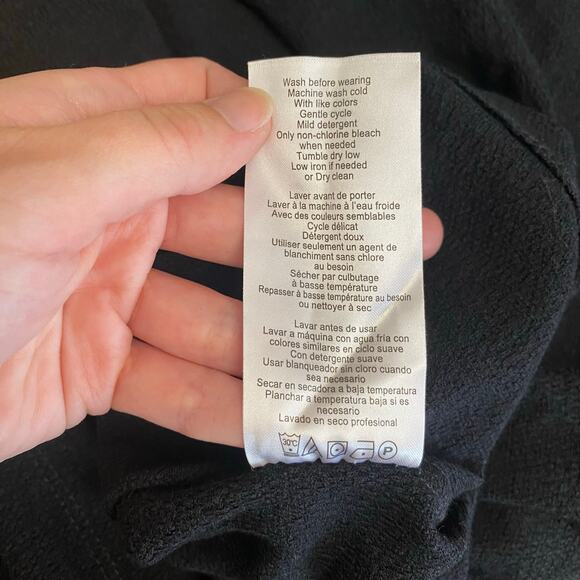 Wash before wearing
Machine wash cold
With like colors
Gentle cycle
Mild detergent
Only non-chlorine bleach
when needed
Tumble dry low
Low iron if needed
or Dry clean
Laver avant de porter
Laver à la machine à l'eau froide
Avec des couleurs semblables
Cycle délicat
Détergent doux
Utiliser seulement un agent de
blanchiment sans chlore
au besoin
Sécher par culbutage
à basse température
Repasser à basse température au besoin
ou nettoyer à sec
Lavar antes de usar
Lavar a máquina con agua fría con
colores similares en ciclo suave
Con detergente suave
Usar blanqueador sin cloro cuando
sea necesario
Secar en secadora a baja temperatura
Planchar a temperatura baja si es
necesario
Lavado en seco profesional
30°C P